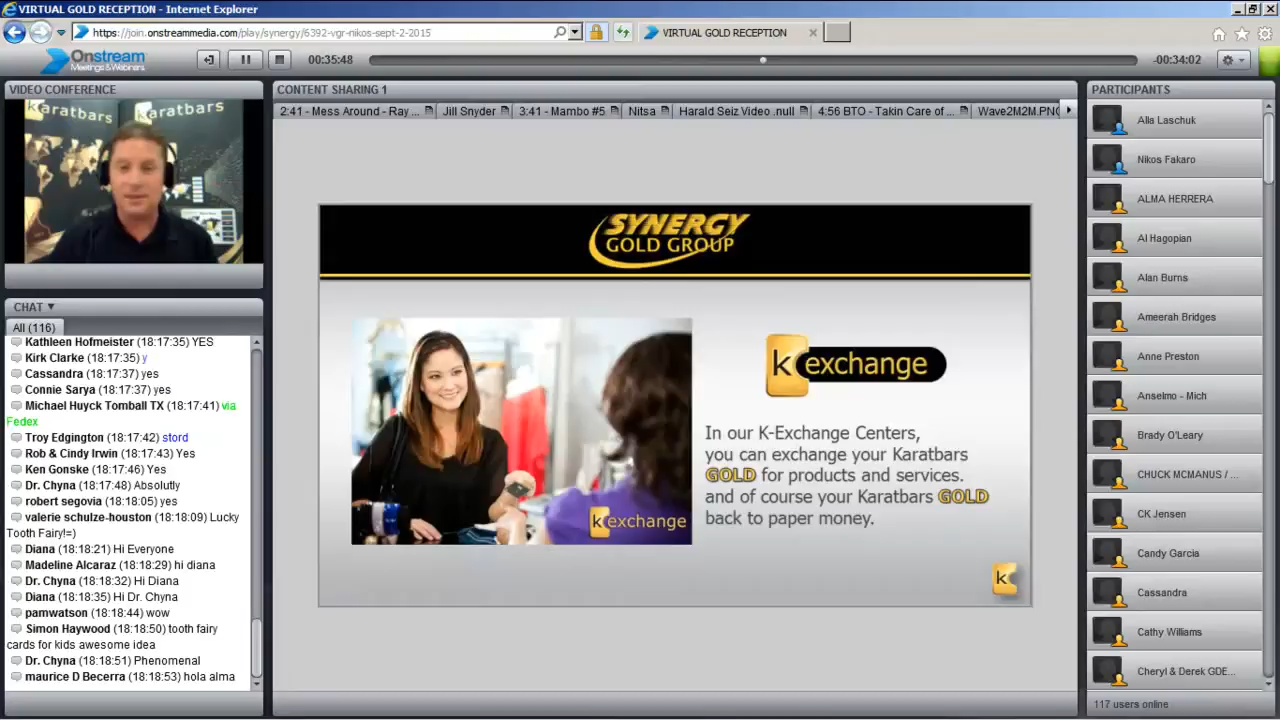 VIRTUAL GOLD RECEPTION - Internet Explorer
https://join.onstreammedia.com/play/synergy/6392-vgr-nikos-sept-2-2015
VIRTUAL GOLD RECEPTION
Onstream
Meetings & Webinars
00:35:48
-00:34:02
VIDEO CONFERENCE
karatbars
Karatbars
CHAT
All (116)
Kathleen Hofmeister (18:17:35) YES
Kirk Clarke (18:17:35) y
Cassandra (18:17:37) yes
Connie Sarya (18:17:37) yes
Michael Huyck Tomball TX (18:17:41) via
Fedex
Troy Edgington (18:17:42) stord
Rob & Cindy Irwin (18:17:43) Yes
Ken Gonske (18:17:46) Yes
Dr. Chyna (18:17:48) Absolutly
robert segovia (18:18:05) yes
valerie schulze-houston (18:18:09) Lucky
Tooth Fairy!=)
Diana (18:18:21) Hi Everyone
Madeline Alcaraz (18:18:29) hi diana
Dr. Chyna (18:18:32) Hi Diana
Diana (18:18:35) Hi Dr. Chyna
pamwatson (18:18:44) wow
Simon Haywood (18:18:50) tooth fairy
cards for kids awesome idea
Dr. Chyna (18:18:51) Phenomenal
maurice D Becerra (18:18:53) hola alma
CONTENT SHARING 1
2:41 - Mess Around - Ray ...
Jill Snyder
3:41 - Mambo #5
Nitsa
Harald Seiz Video .null
4:56 BTO - Takin Care of ...
Wave2M2M.PNG
SYNERGY
GOLD GROUP
k exchange
k exchange
In our K-Exchange Centers,
you can exchange your Karatbars
GOLD for products and services.
and of course your Karatbars GOLD
back to paper money.
k
PARTICIPANTS
Alla Laschuk
Nikos Fakaro
ALMA HERRERA
Al Hagopian
Alan Burns
Ameerah Bridges
Anne Preston
Anselmo - Mich
Brady O'Leary
CHUCK MCMANUS / ...
CK Jensen
Candy Garcia
Cassandra
Cathy Williams
Cheryl & Derek GDE...
117 users online